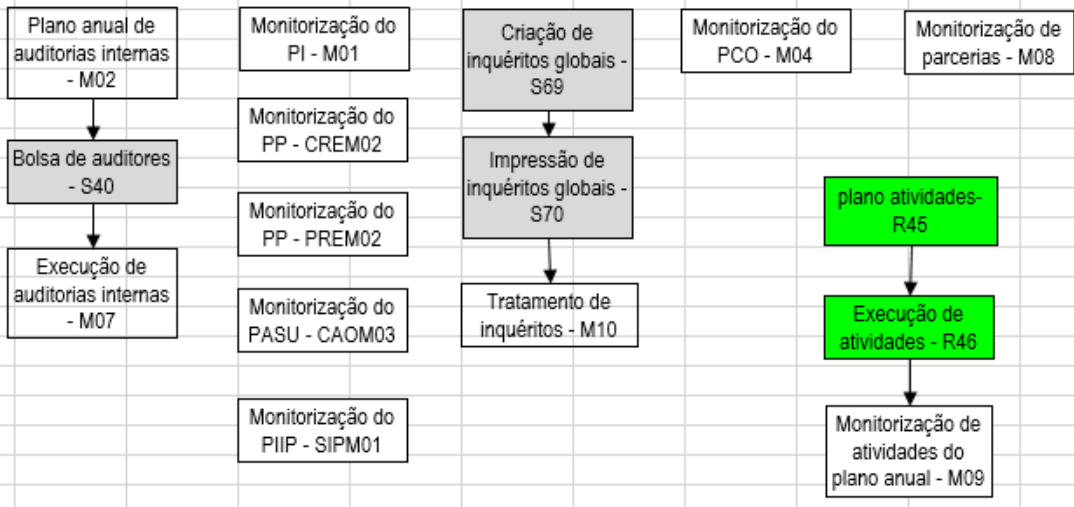 Plano anual de
auditorias internas
- M02
Bolsa de auditores
- S40
Execução de
auditorias internas
- M07
Monitorização do
PI - M01
Monitorização do
PP - CREM02
Monitorização do
PP - PREM02
Monitorização do
PASU - CAOM03
Monitorização do
PIIP - SIPM01
Criação de
inquéritos globais -
S69
Impressão de
inquéritos globais -
S70
Tratamento de
inquéritos - M10
Monitorização do
PCO - M04
Monitorização de
parcerias - M08
plano atividades-
R45
Execução de
atividades - R46
Monitorização de
atividades do
plano anual - M09